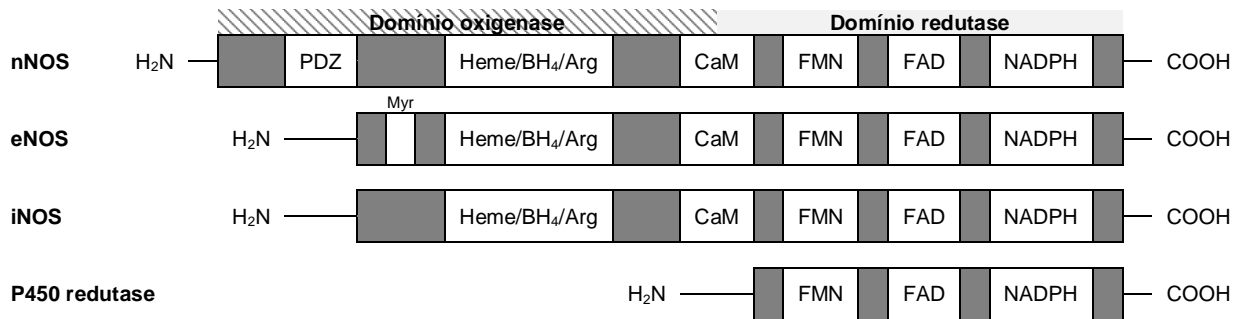 Domínio oxigenase Domínio redutase
nNOS H₂N PDZ Heme/BH₄/Arg CaM FMN FAD NADPH COOH
Myr
eNOS H₂N Heme/BH₄/Arg CaM FMN FAD NADPH COOH
iNOS H₂N Heme/BH₄/Arg CaM FMN FAD NADPH COOH
P450 redutase H₂N FMN FAD NADPH COOH